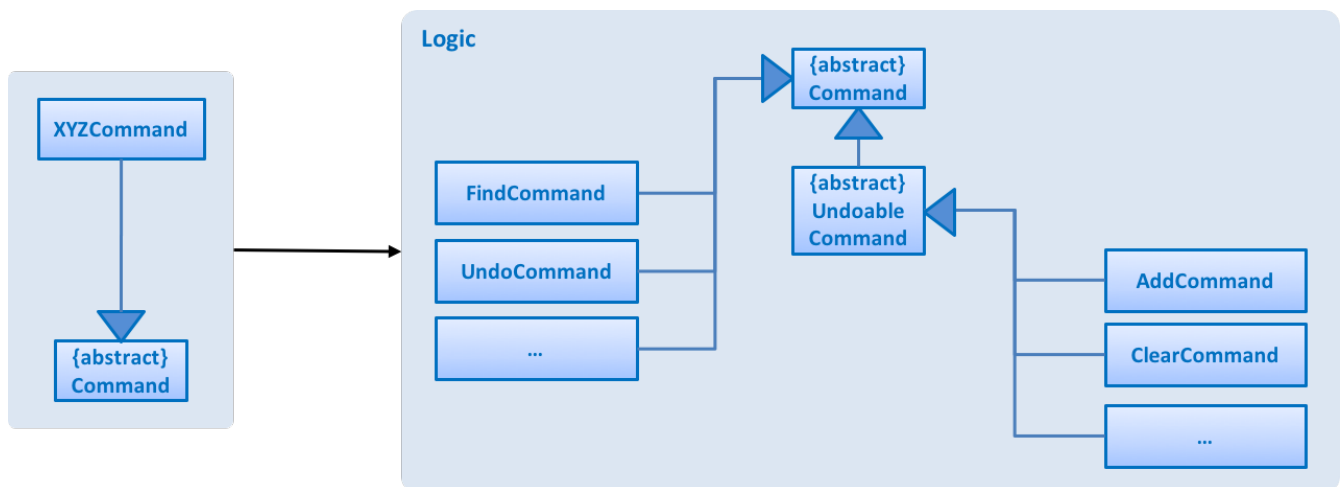 XYZCommand
{abstract}
Command
Logic
{abstract}
Command
FindCommand
UndoCommand
...
{abstract}
Undoable
Command
AddCommand
ClearCommand
...